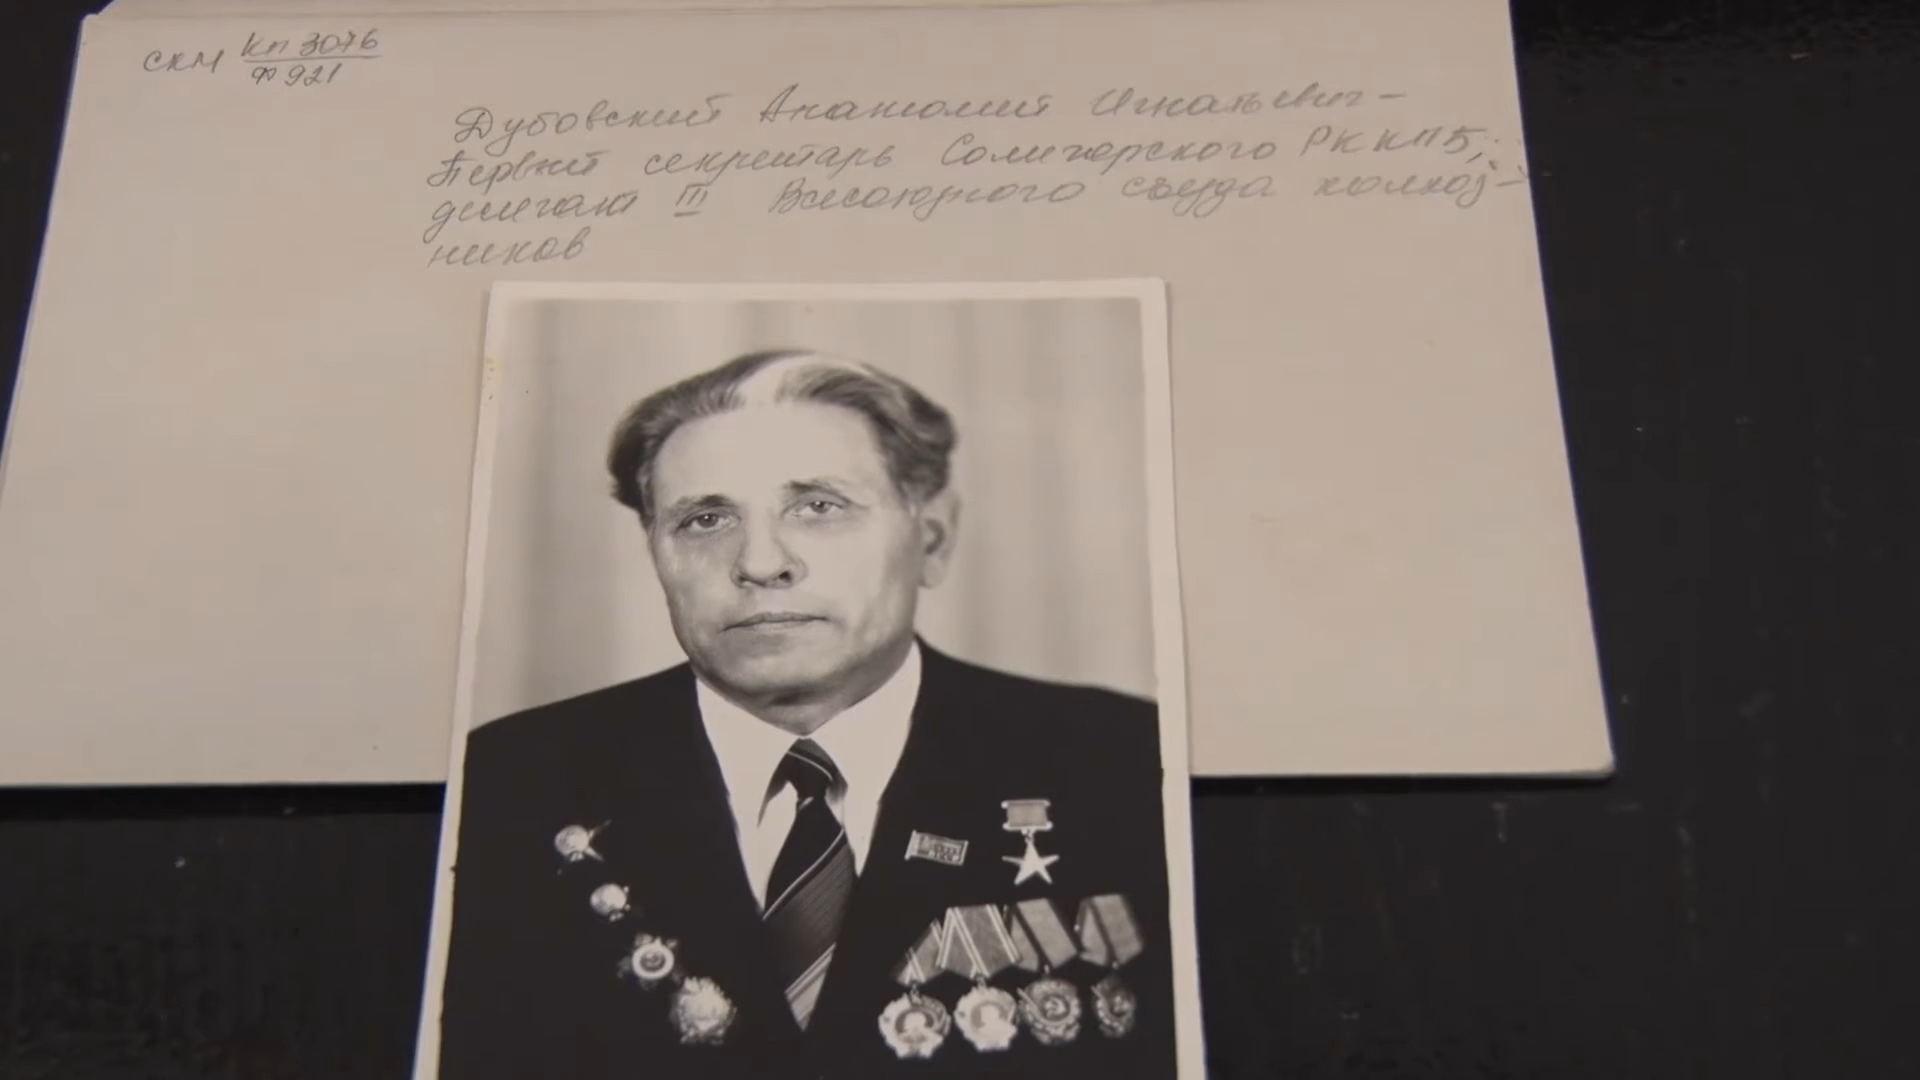 СКМ КП 3076
Ф 921
Дубовский Анатолий Игнатьевич –
Первый секретарь Солигорского РК КПБ,
делегат III Всесоюзного съезда колхоз-
ников